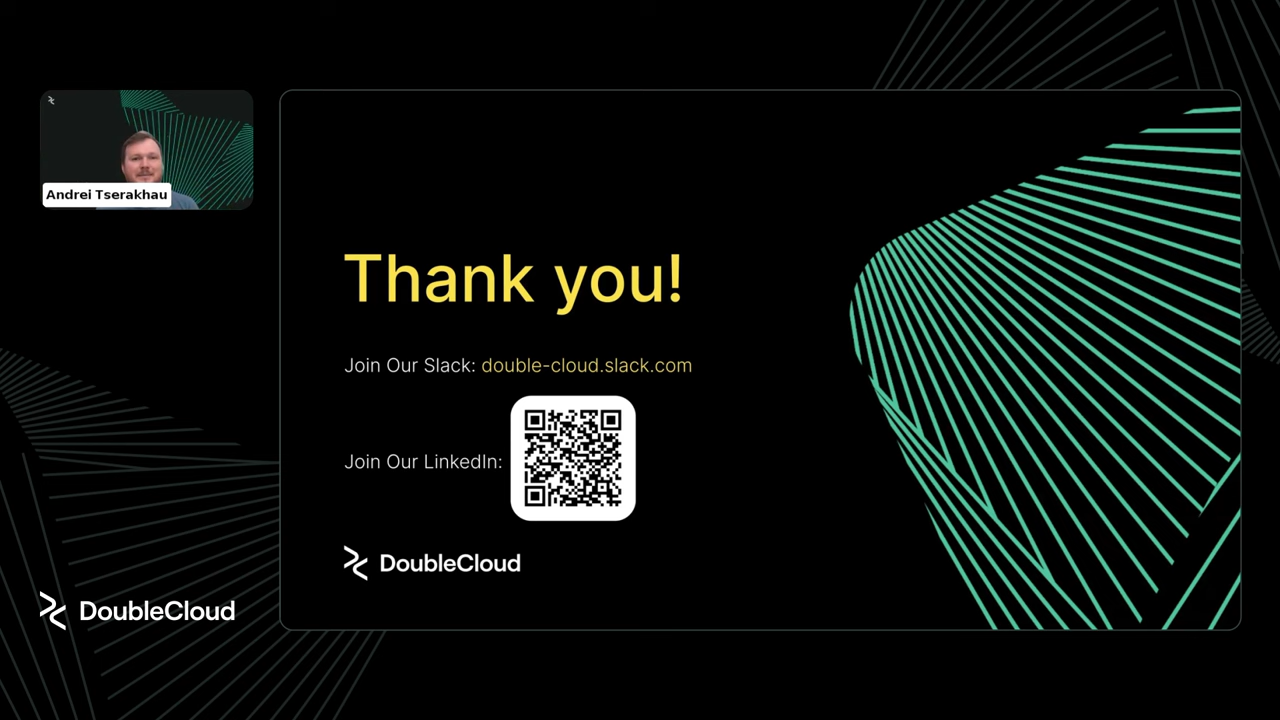 Andrei Tserakhau
Thank you!
Join Our Slack: double-cloud.slack.com
Join Our LinkedIn:
DoubleCloud
DoubleCloud